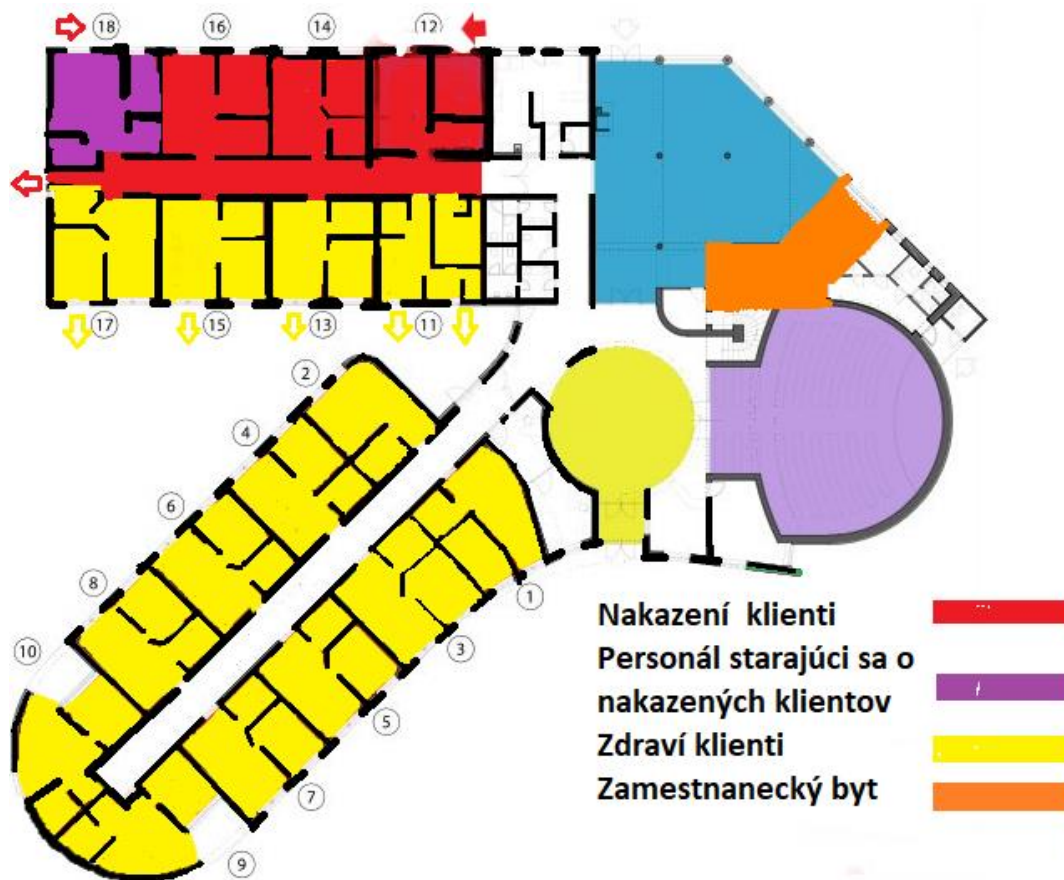 18 16 14 12
17 15 13 11
2
4
6
8
10
1
3
5
7
9
Nakazení klienti
Personál starajúci sa o
nakazených klientov
Zdraví klienti
Zamestnanecký byt